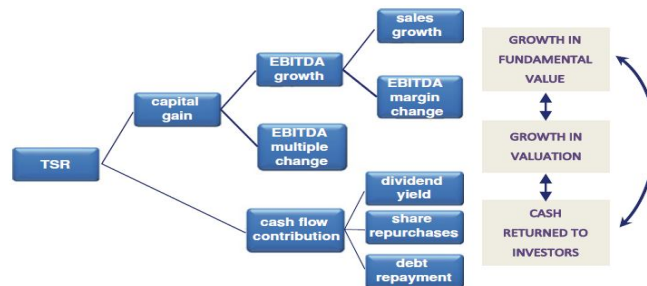 TSR
capital
gain
EBITDA
growth
sales
growth
EBITDA
margin
change
EBITDA
multiple
change
cash flow
contribution
dividend
yield
share
repurchases
debt
repayment
GROWTH IN
FUNDAMENTAL
VALUE
GROWTH IN
VALUATION
CASH
RETURNED TO
INVESTORS